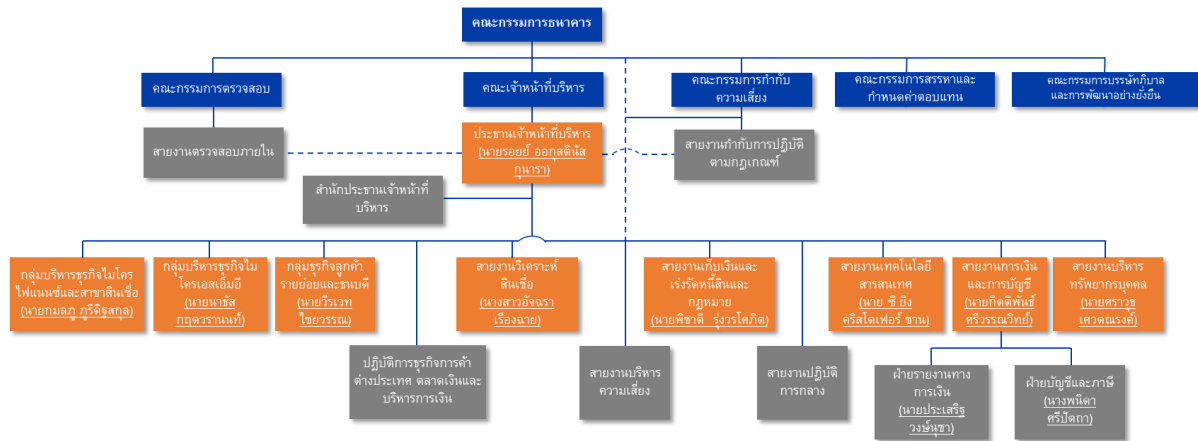 คณะกรรมการธนาคาร
คณะกรรมการตรวจสอบ
คณะเจ้าหน้าที่บริหาร
คณะกรรมการกำกับ
ความเสี่ยง
คณะกรรมการสรรหาและ
กำหนดค่าตอบแทน
คณะกรรมการบรรษัทภิบาล
และการพัฒนาอย่างยั่งยืน
สายงานตรวจสอบภายใน
ประธานเจ้าหน้าที่บริหาร
(นายรอยย์ ออกุสตินัส
กุนารา)
สายงานกำกับการปฏิบัติ
ตามกฎเกณฑ์
สำนักประธานเจ้าหน้าที่
บริหาร
กลุ่มบริหารธุรกิจไมโคร
ไฟแนนซ์และสาขาสินเชื่อ
(นายกมลภู ภูริดิฐสกุล)
กลุ่มบริหารธุรกิจไม
โครเอสเอ็มอี
(นายนาธัส
กฤตวรานนท์)
กลุ่มธุรกิจลูกค้า
รายย่อยและธนบดี
(นายวีรเวท
ไชยวรรณ)
สายงานวิเคราะห์
สินเชื่อ
(นางสาวอัจฉรา
เรืองฉาย)
สายงานเก็บเงินและ
เร่งรัดหนี้สินและ
กฎหมาย
(นายพิชาติ รุ่งวรโศภิต)
สายงานเทคโนโลยี
สารสนเทศ
(นาย ชี ยิง
คริสโตเฟอร์ ชาน)
สายงานการเงิน
และการบัญชี
(นายกิตติพันธ์
ศรีวรรณวิทย์)
สายงานบริหาร
ทรัพยากรบุคคล
(นายศราวุธ
เศวตณรงค์)
ปฏิบัติการธุรกิจการค้า
ต่างประเทศ ตลาดเงินและ
บริหารการเงิน
สายงานบริหาร
ความเสี่ยง
สายงานปฏิบัติ
การกลาง
ฝ่ายรายงานทาง
การเงิน
(นายประเสริฐ
วงษ์นุชา)
ฝ่ายบัญชีและภาษี
(นางพนิดา
ศรีปัตถา)